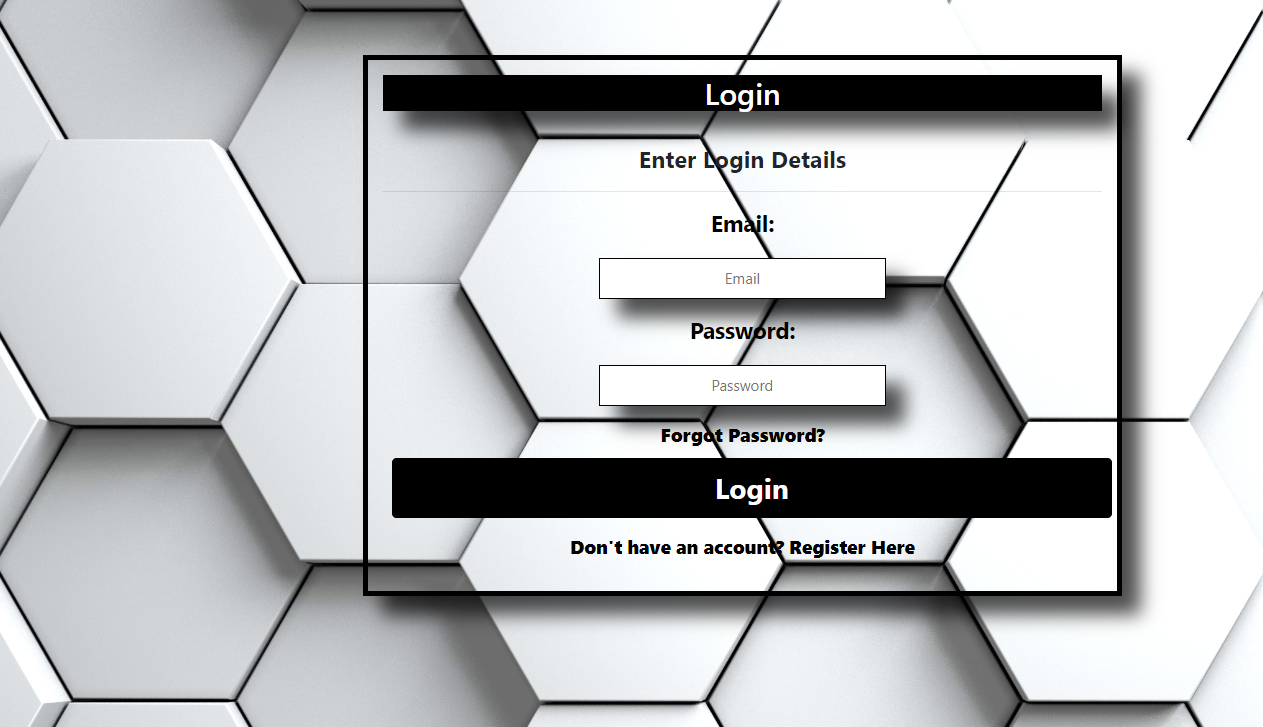 Login
Enter Login Details
Email:
Email
Password:
Password
Forgot Password?
Login
Don't have an account? Register Here